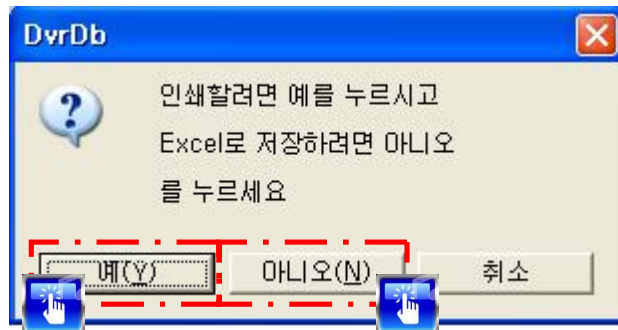 DvrDb
인쇄할려면 예를 누르시고
Excel로 저장하려면 아니오
를 누르세요
예(Y) 아니오(N) 취소